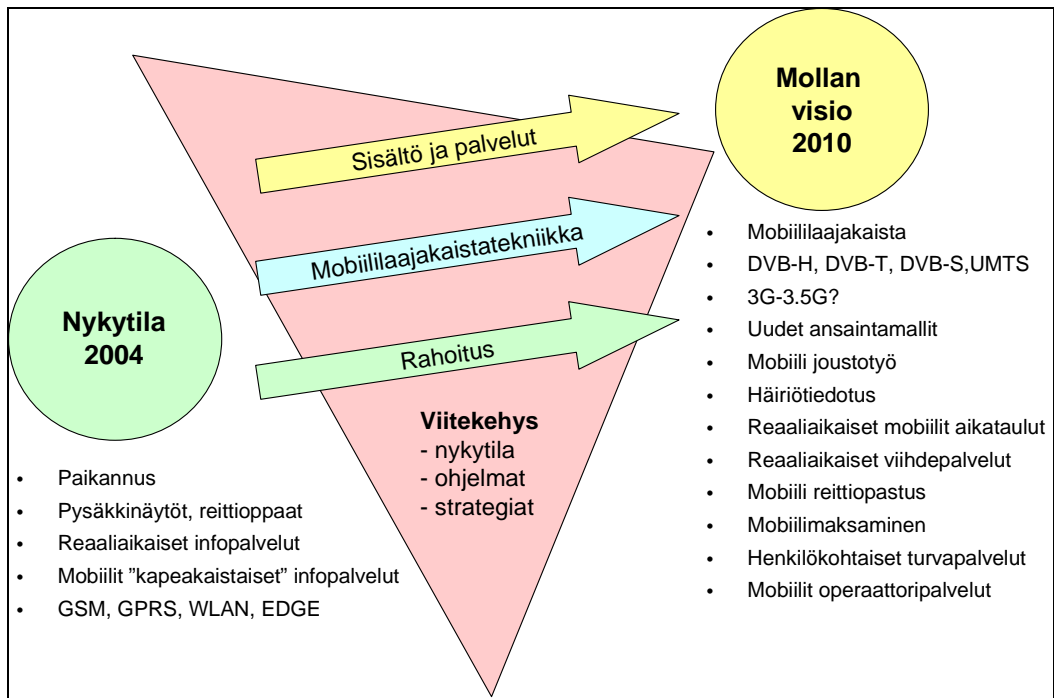 Nykytila
2004
• Paikannus
• Pysäkkinäytöt, reittioppaat
• Reaaliaikaiset infopalvelut
• Mobiilit ”kapeakaistaiset” infopalvelut
• GSM, GPRS, WLAN, EDGE
Sisältö ja palvelut
Mobiililaajakaistatekniikka
Rahoitus
Viitekehys
- nykytila
- ohjelmat
- strategiat
Mollan
visio
2010
• Mobiililaajakaista
• DVB-H, DVB-T, DVB-S,UMTS
• 3G-3.5G?
• Uudet ansaintamallit
• Mobiili joustotyö
• Häiriötiedotus
• Reaaliaikaiset mobiilit aikataulut
• Reaaliaikaiset viihdepalvelut
• Mobiili reittiopastus
• Mobiilimaksaminen
• Henkilökohtaiset turvapalvelut
• Mobiilit operaattoripalvelut